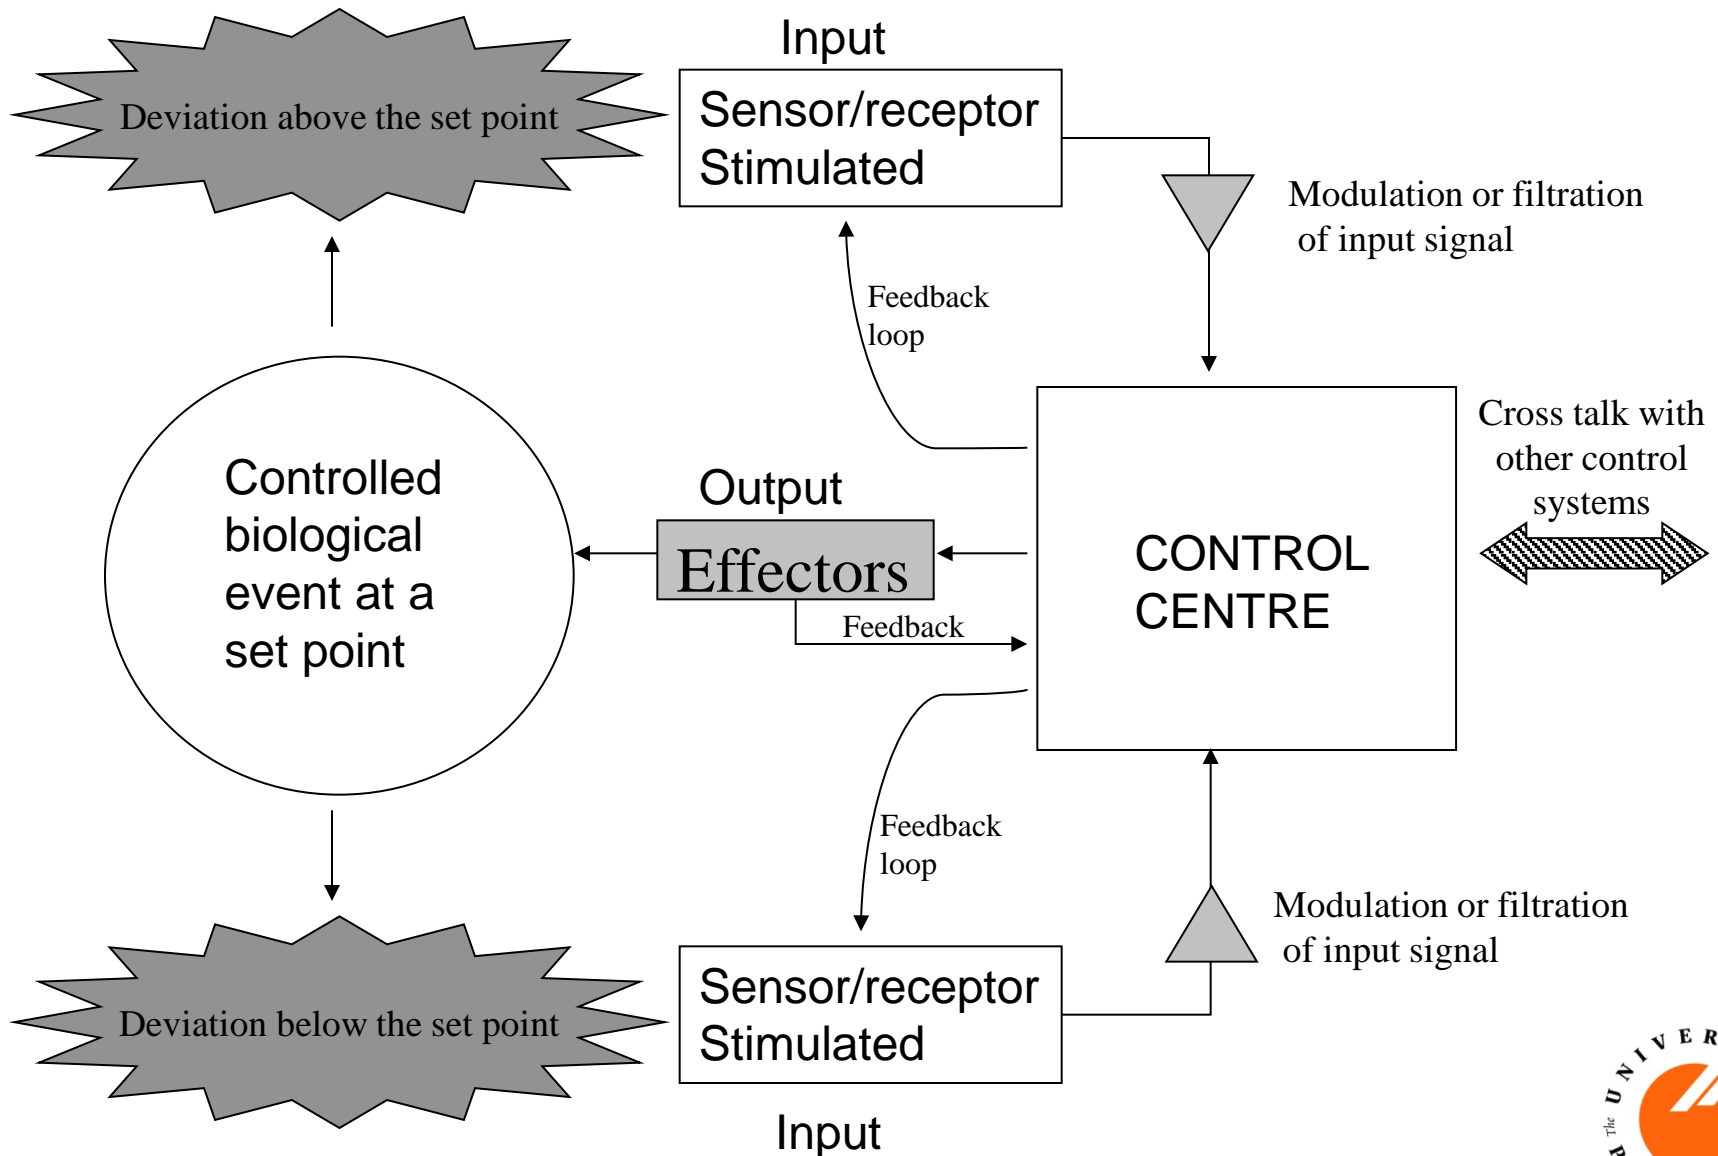 Input
Deviation above the set point
Sensor/receptor
Stimulated
Modulation or filtration
of input signal
Feedback
loop
Cross talk with
other control
systems
Controlled
biological
event at a
set point
Output
Effectors
Feedback
CONTROL
CENTRE
Feedback
loop
Modulation or filtration
of input signal
Deviation below the set point
Sensor/receptor
Stimulated
Input
The